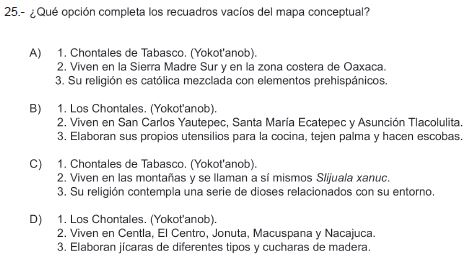 25.- ¿Qué opción completa los recuadros vacíos del mapa conceptual?
A) 1. Chontales de Tabasco. (Yokot'anob).
2. Viven en la Sierra Madre Sur y en la zona costera de Oaxaca.
3. Su religión es católica mezclada con elementos prehispánicos.
B) 1. Los Chontales. (Yokot'anob).
2. Viven en San Carlos Yautepec, Santa María Ecatepec y Asunción Tlacolulita.
3. Elaboran sus propios utensilios para la cocina, tejen palma y hacen escobas.
C) 1. Chontales de Tabasco. (Yokot'anob).
2. Viven en las montañas y se llaman a sí mismos Slijuala xanuc.
3. Su religión contempla una serie de dioses relacionados con su entorno.
D) 1. Los Chontales. (Yokot'anob).
2. Viven en Centla, El Centro, Jonuta, Macuspana y Nacajuca.
3. Elaboran jícaras de diferentes tipos y cucharas de madera.